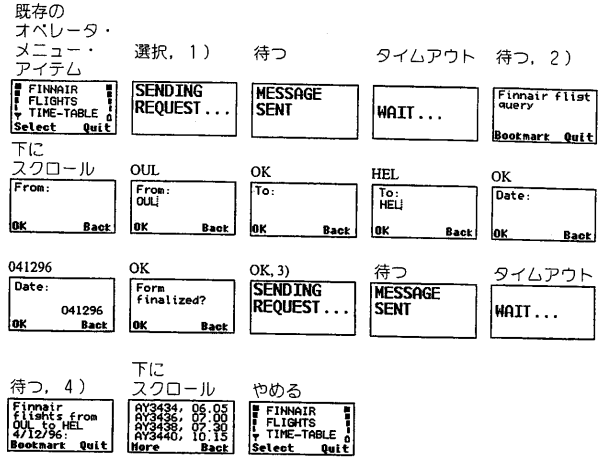 既存の
オペレータ・
メニュー・
アイテム
FINNAIR
FLIGHTS
TIME-TABLE
Select Quit
選択, 1)
SENDING
REQUEST...
待つ
MESSAGE
SENT
タイムアウト
WAIT...
待つ, 2)
Finnair flist
query
Bookmark Quit
下に
スクロール
From:
OK Back
OUL
From:
OUL
OK Back
OK
To:
OK Back
HEL
To:
HEL
OK Back
OK
Date:
OK Back
041296
Date:
041296
OK Back
OK
Form
finalized?
OK Back
OK, 3)
SENDING
REQUEST...
待つ
MESSAGE
SENT
タイムアウト
WAIT...
待つ, 4)
Finnair
flights from
OUL to HEL
4/12/96:
Bookmark Quit
下に
スクロール
AY3434, 06.05
AY3436, 07.00
AY3438, 07.30
AY3440, 10.15
More Back
やめる
FINNAIR
FLIGHTS
TIME-TABLE
Select Quit